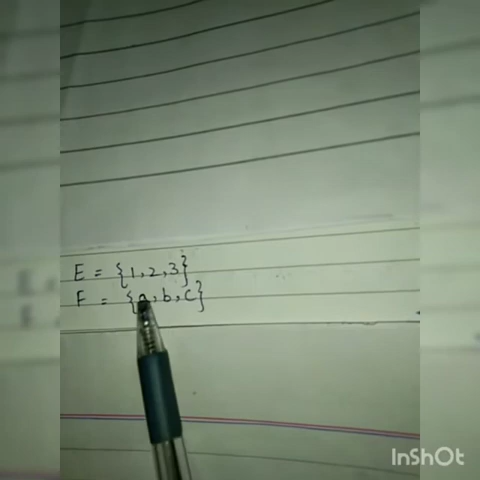 E = {1, 2, 3}
F = {a, b, c}
InShOt